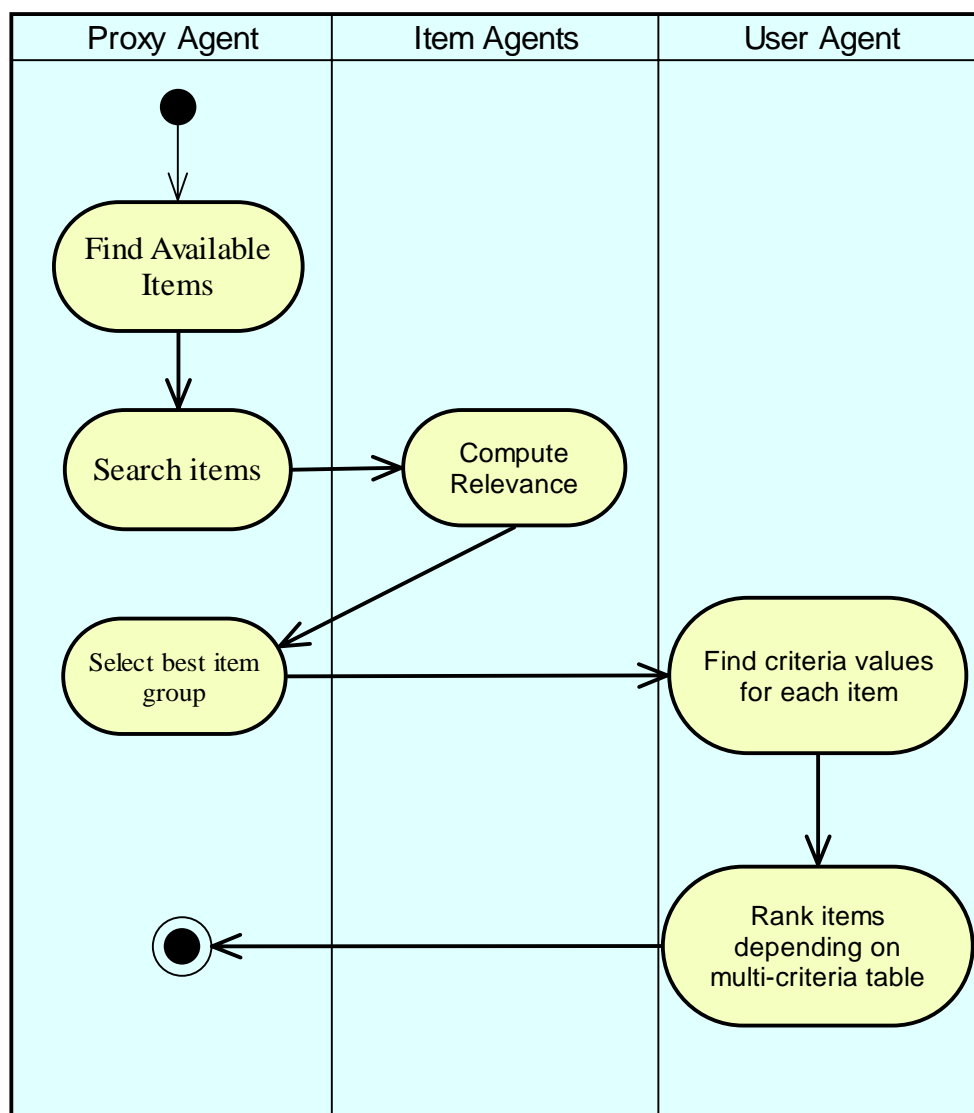 Proxy Agent
Item Agents
User Agent
Find Available
Items
Search items
Compute
Relevance
Select best item
group
Find criteria values
for each item
Rank items
depending on
multi-criteria table